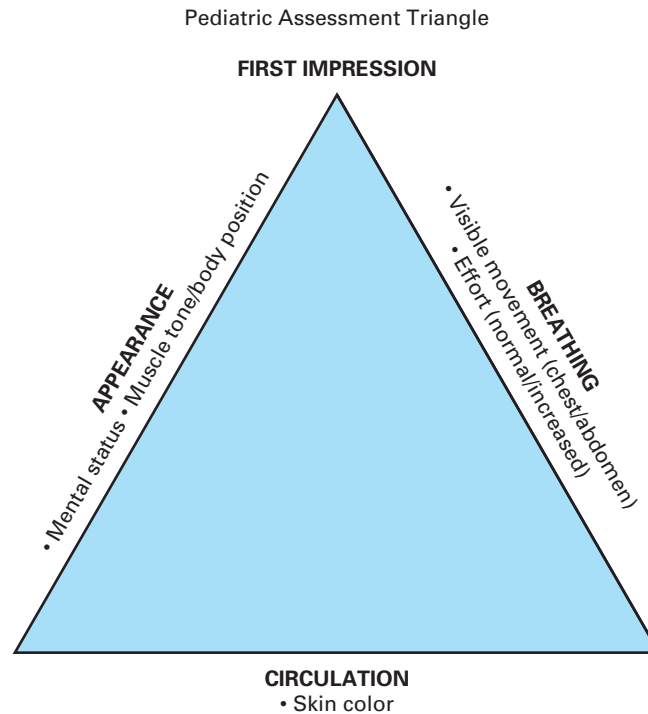 Pediatric Assessment Triangle
FIRST IMPRESSION
APPEARANCE
• Mental status • Muscle tone/body position
BREATHING
• Visible movement (chest/abdomen)
• Effort (normal/increased)
CIRCULATION
• Skin color